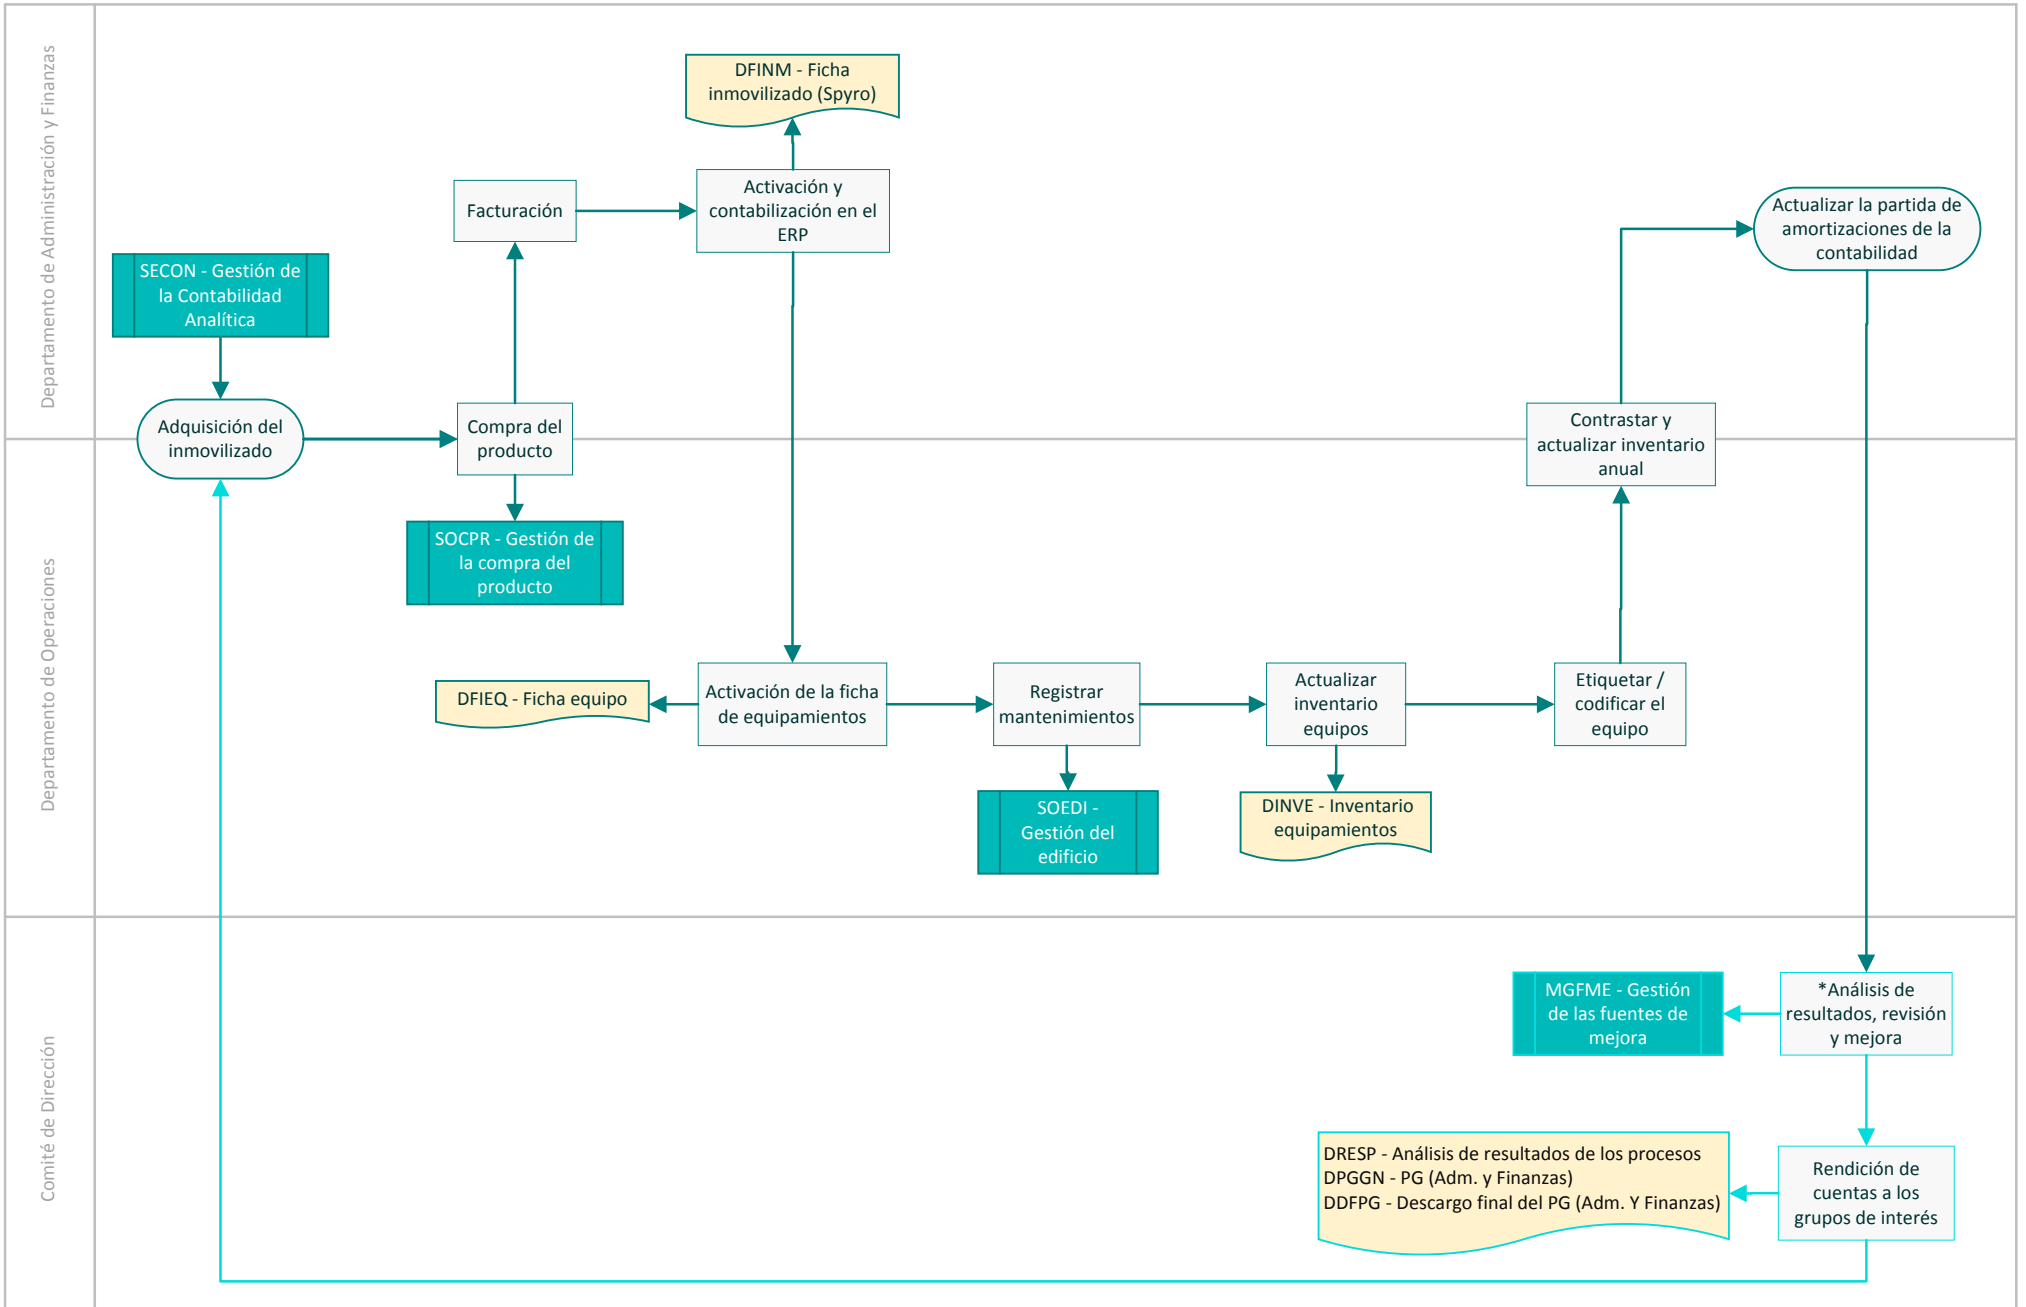 Departamento de Administración y Finanzas
DFINM - Ficha
inmovilizado (Spyro)
Facturación
Activación y
contabilización en el
ERP
Actualizar la partida de
amortizaciones de la
contabilidad
SECON - Gestión de
la Contabilidad
Analítica
Adquisición del
inmovilizado
Compra del
producto
Contrastar y
actualizar inventario
anual
Departamento de Operaciones
SOCPR - Gestión de
la compra del
producto
DFIEQ - Ficha equipo
Activación de la ficha
de equipamientos
Registrar
mantenimientos
Actualizar
inventario
equipos
Etiquetar /
codificar el
equipo
SOEDI -
Gestión del
edificio
DINVE - Inventario
equipamientos
Comité de Dirección
MGFME - Gestión
de las fuentes de
mejora
*Análisis de
resultados, revisión
y mejora
DRESP - Análisis de resultados de los procesos
DPGGN - PG (Adm. y Finanzas)
DDFPG - Descargo final del PG (Adm. Y Finanzas)
Rendición de
cuentas a los
grupos de interés